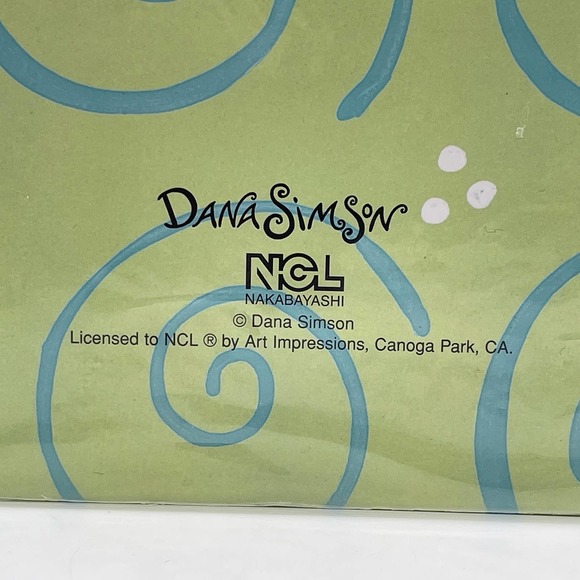 DANA SIMSON
NCL
NAKABAYASHI
© Dana Simson
Licensed to NCL ® by Art Impressions, Canoga Park, CA.